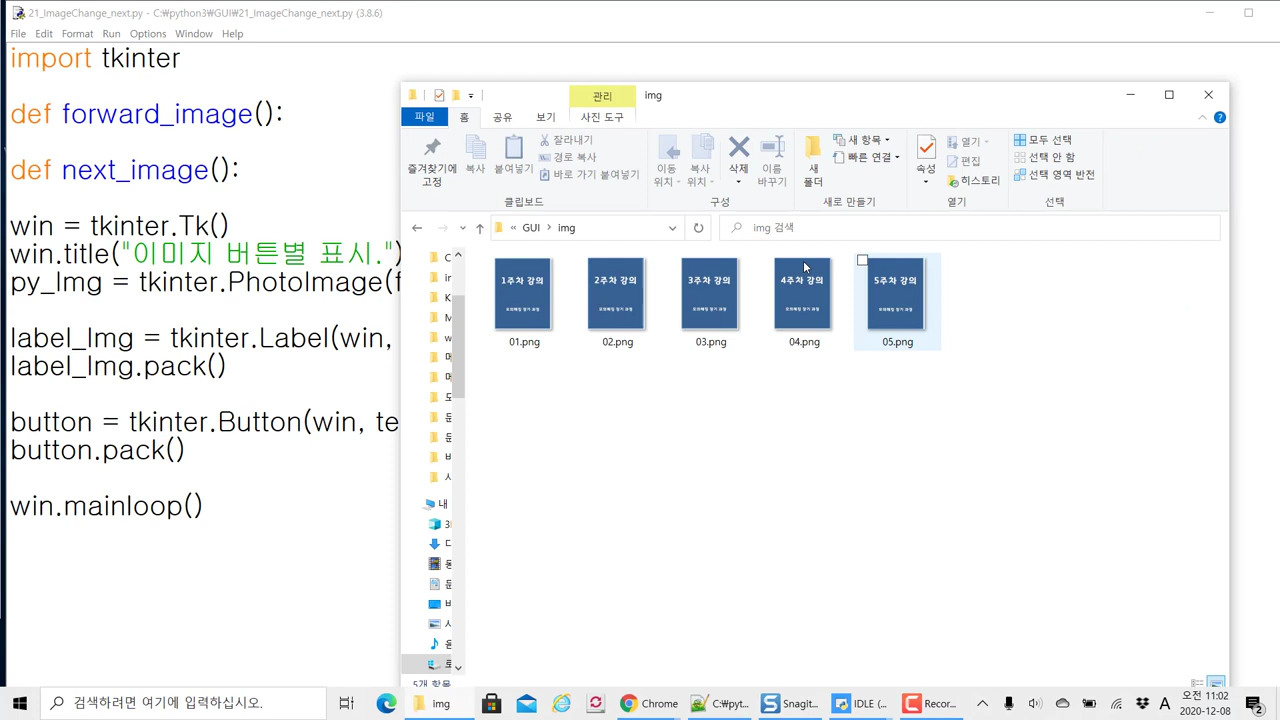 21_ImageChange_next.py - C:₩python3₩GUI₩21_ImageChange_next.py (3.8.6)
File Edit Format Run Options Window Help
import tkinter
def forward_image():
def next_image():
win = tkinter.Tk()
win.title("이미지 버튼별 표시.")
py_Img = tkinter.PhotoImage(f
label_Img = tkinter.Label(win,
label_Img.pack()
button = tkinter.Button(win, te
button.pack()
win.mainloop()
관리 img
파일 홈 공유 보기 사진 도구
즐겨찾기에 고정
복사
붙여넣기
잘라내기
경로 복사
바로 가기 붙여넣기
클립보드
이동 위치
복사 위치
삭제
이름 바꾸기
구성
새 폴더
새 항목
빠른 연결
새로 만들기
속성
열기
편집
히스토리
열기
모두 선택
선택 안 함
선택 영역 반전
선택
« GUI img
img 검색
1주차 강의
2주차 강의
3주차 강의
4주차 강의
5주차 강의
01.png 02.png 03.png 04.png 05.png
내
5개 항목
검색하려면 여기에 입력하십시오.
img
Chrome
C:₩pyt...
Snagit...
IDLE (...
Recor...
A
오전 11:02
2020-12-08
2